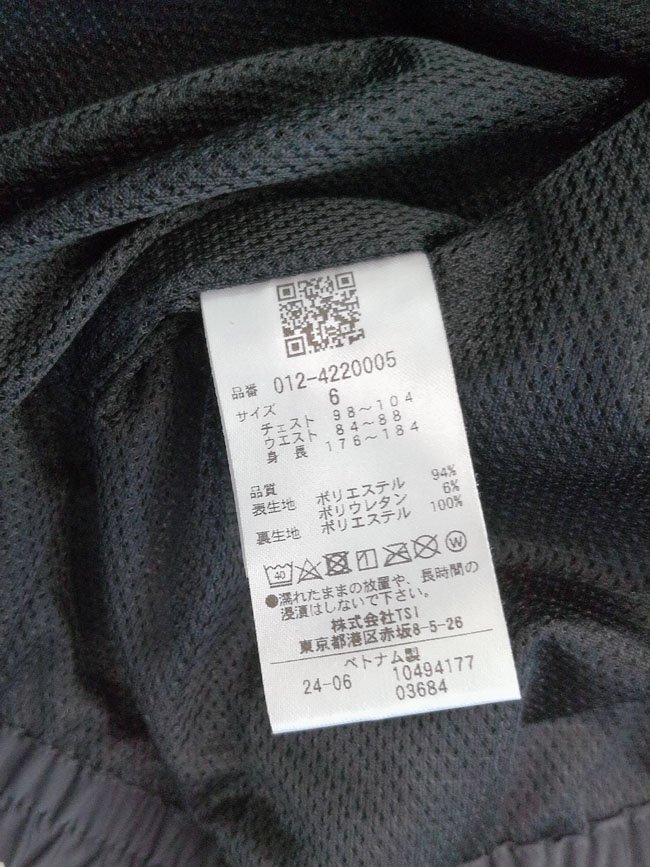 品番 012-4220005
サイズ 6
チェスト 98～104
ウエスト 84～88
身長 176～184
品質
表生地 ポリエステル 94%
ポリウレタン 6%
裏生地 ポリエステル 100%
40 W
●濡れたままの放置や、長時間の
浸漬はしないで下さい。
株式会社TSI
東京都港区赤坂8-5-26
ベトナム製
24-06 10494177
03684